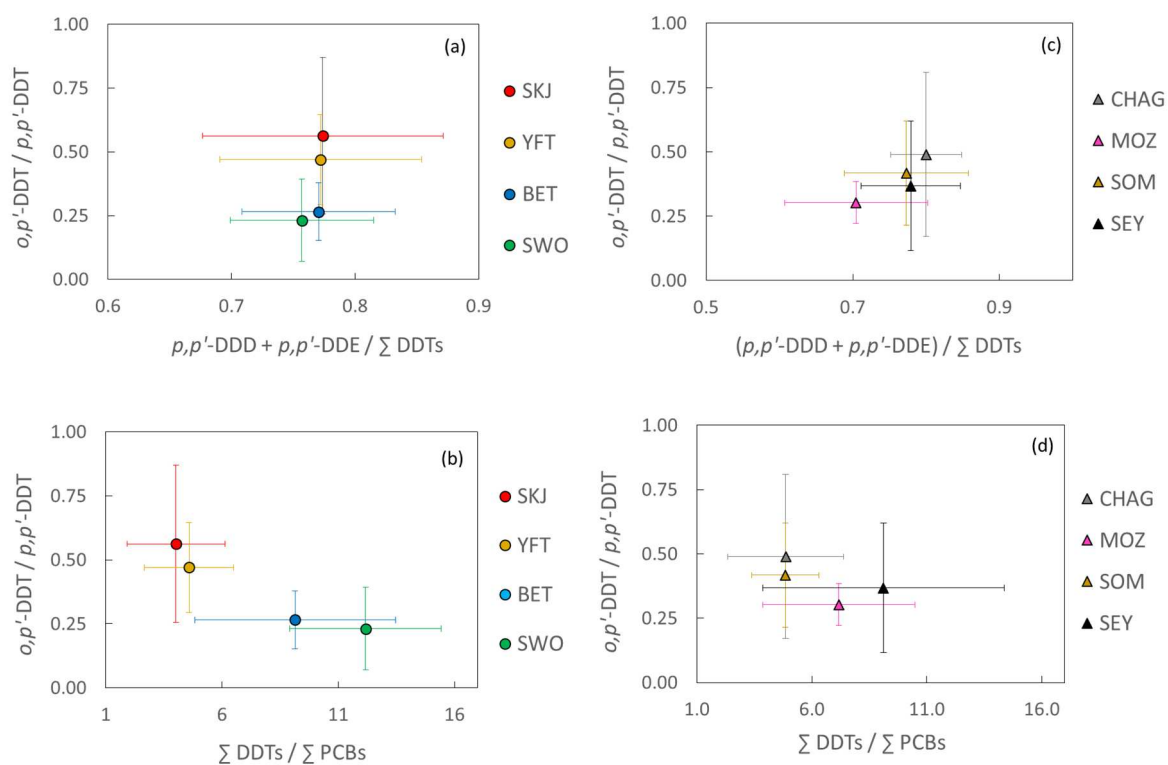 (a)
1.00
0.75
0.50
0.25
0.00
o,p'-DDT / p,p'-DDT
0.6 0.7 0.8 0.9
p,p'-DDD + p,p'-DDE / ∑ DDTs
SKJ
YFT
BET
SWO
(c)
1.00
0.75
0.50
0.25
0.00
o,p'-DDT / p,p'-DDT
0.5 0.7 0.9
(p,p'-DDD + p,p'-DDE) / ∑ DDTs
CHAG
MOZ
SOM
SEY
(b)
1.00
0.75
0.50
0.25
0.00
o,p'-DDT / p,p'-DDT
1 6 11 16
∑ DDTs / ∑ PCBs
SKJ
YFT
BET
SWO
(d)
1.00
0.75
0.50
0.25
0.00
o,p'-DDT / p,p'-DDT
1.0 6.0 11.0 16.0
∑ DDTs / ∑ PCBs
CHAG
MOZ
SOM
SEY